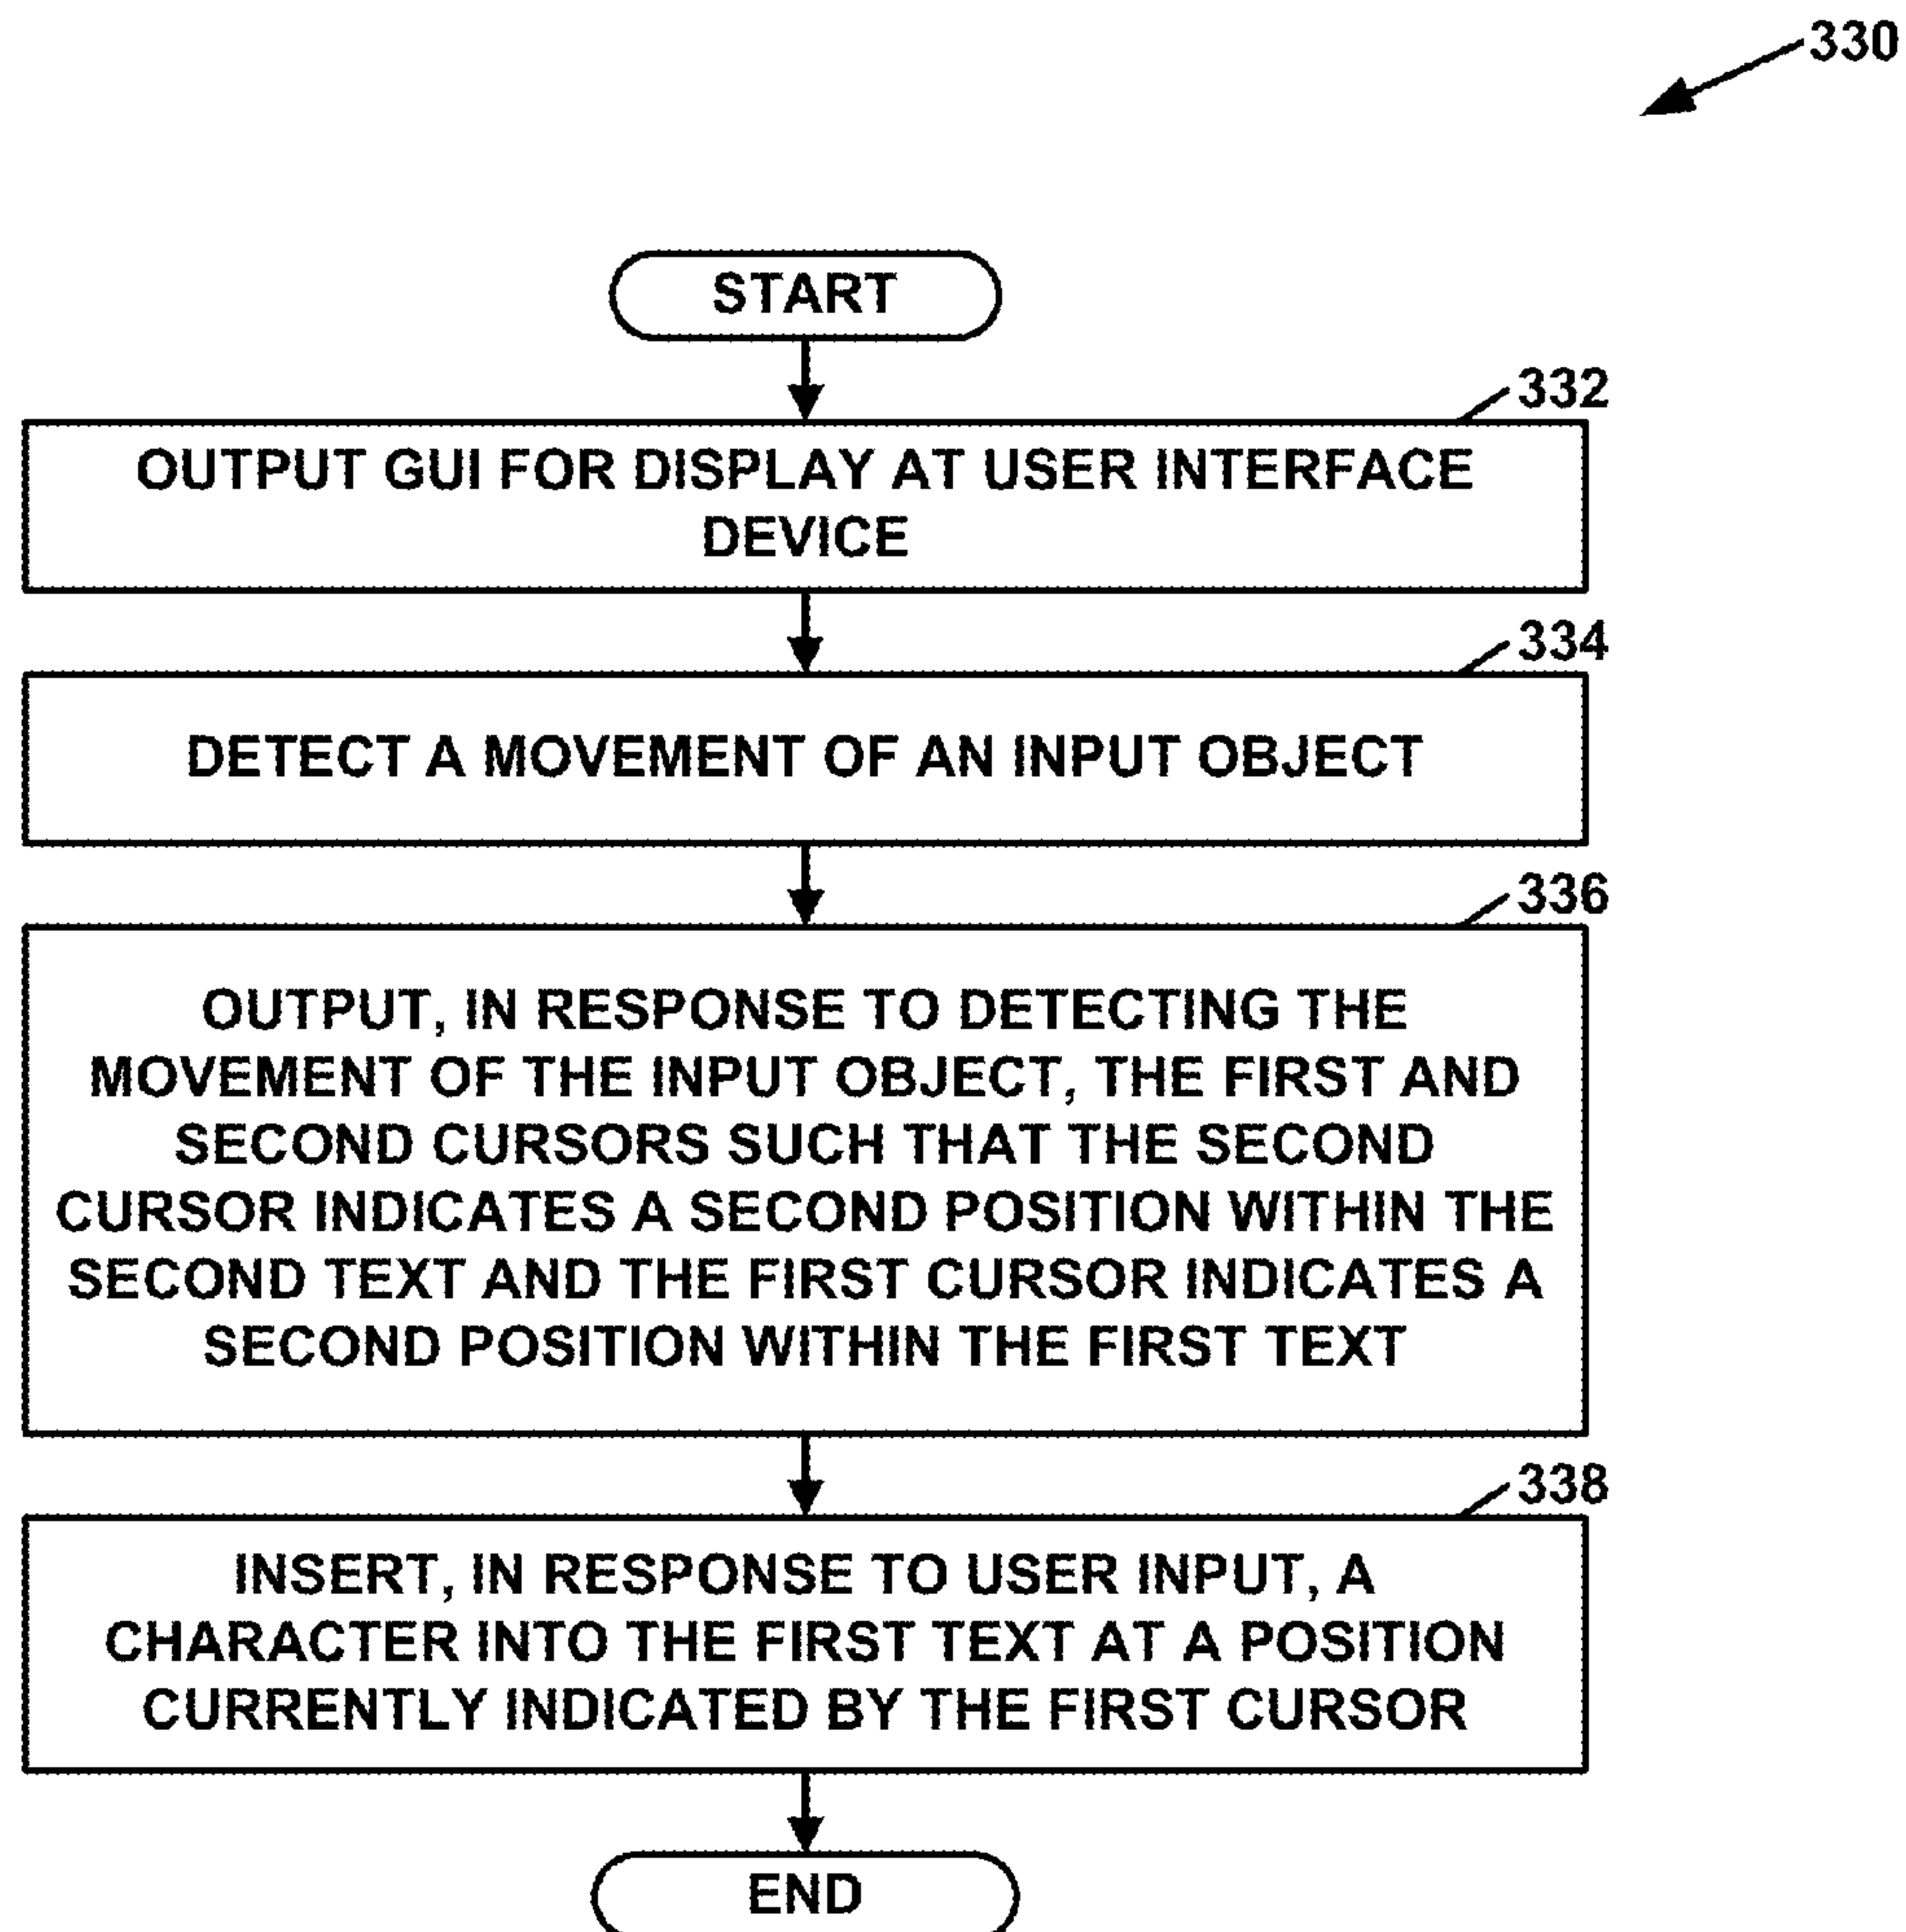 330
START
332
OUTPUT GUI FOR DISPLAY AT USER INTERFACE
DEVICE
334
DETECT A MOVEMENT OF AN INPUT OBJECT
336
OUTPUT, IN RESPONSE TO DETECTING THE
MOVEMENT OF THE INPUT OBJECT, THE FIRST AND
SECOND CURSORS SUCH THAT THE SECOND
CURSOR INDICATES A SECOND POSITION WITHIN THE
SECOND TEXT AND THE FIRST CURSOR INDICATES A
SECOND POSITION WITHIN THE FIRST TEXT
338
INSERT, IN RESPONSE TO USER INPUT, A
CHARACTER INTO THE FIRST TEXT AT A POSITION
CURRENTLY INDICATED BY THE FIRST CURSOR
END